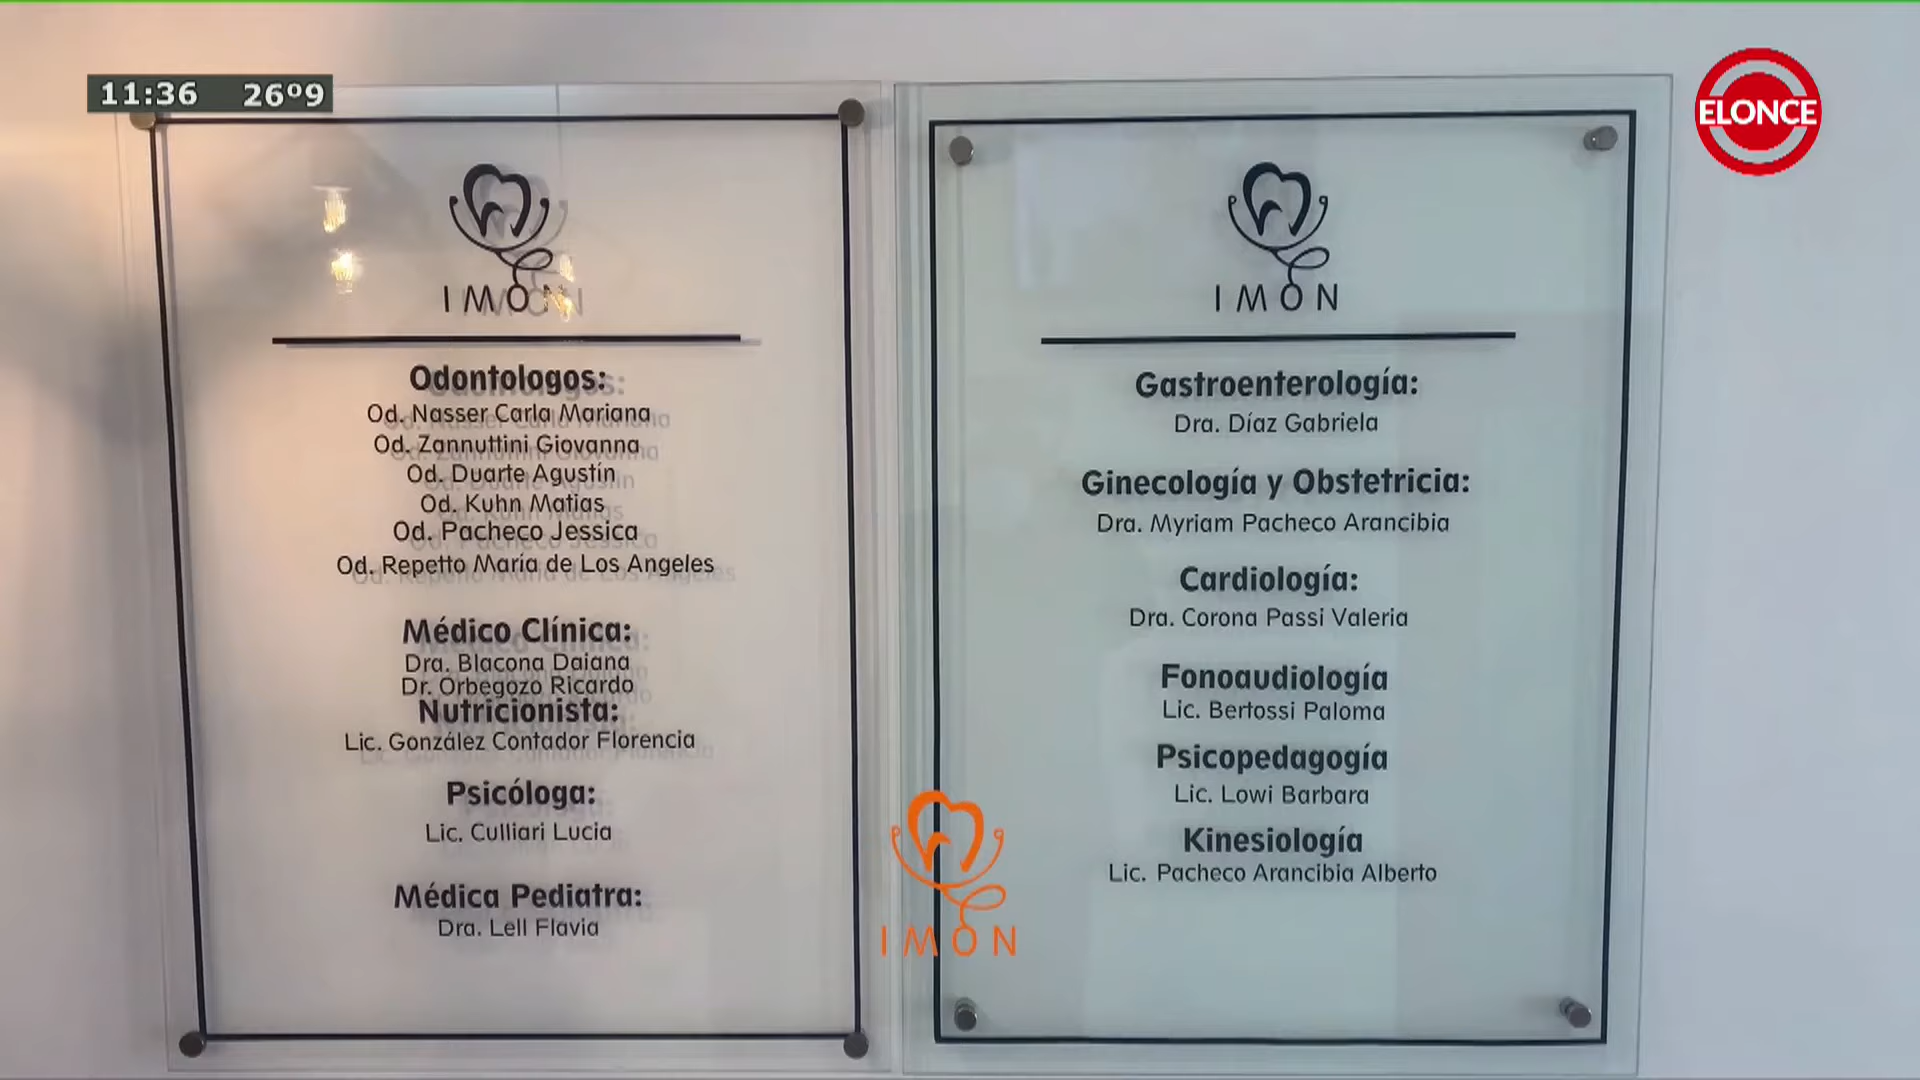 11:36 26º9
ELONCE
IMON
Odontologos:
Od. Nasser Carla Mariana
Od. Zannuttini Giovanna
Od. Duarte Agustín
Od. Kuhn Matias
Od. Pacheco Jessica
Od. Repetto María de Los Angeles
Médico Clínica:
Dra. Blacona Daiana
Dr. Orbegozo Ricardo
Nutricionista:
Lic. González Contador Florencia
Psicóloga:
Lic. Culliari Lucia
Médica Pediatra:
Dra. Lell Flavia
IMON
Gastroenterología:
Dra. Díaz Gabriela
Ginecología y Obstetricia:
Dra. Myriam Pacheco Arancibia
Cardiología:
Dra. Corona Passi Valeria
Fonoaudiología
Lic. Bertossi Paloma
Psicopedagogía
Lic. Lowi Barbara
Kinesiología
Lic. Pacheco Arancibia Alberto
IMON